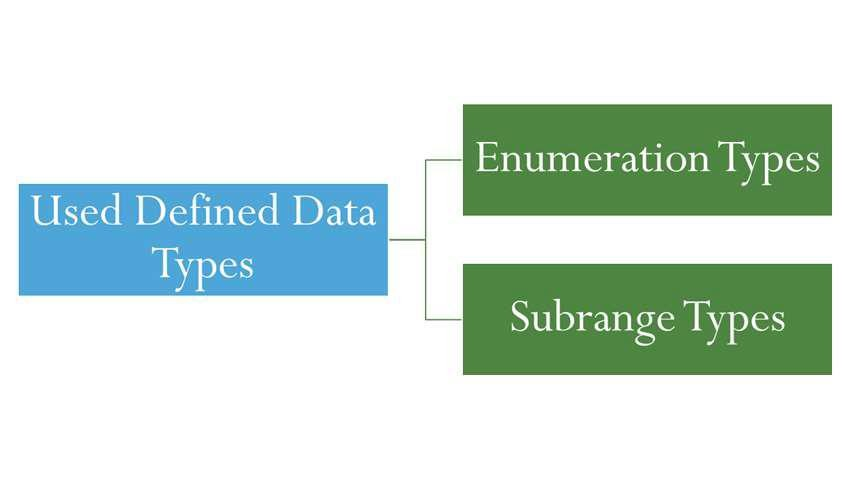 Used Defined Data
Types
Enumeration Types
Subrange Types